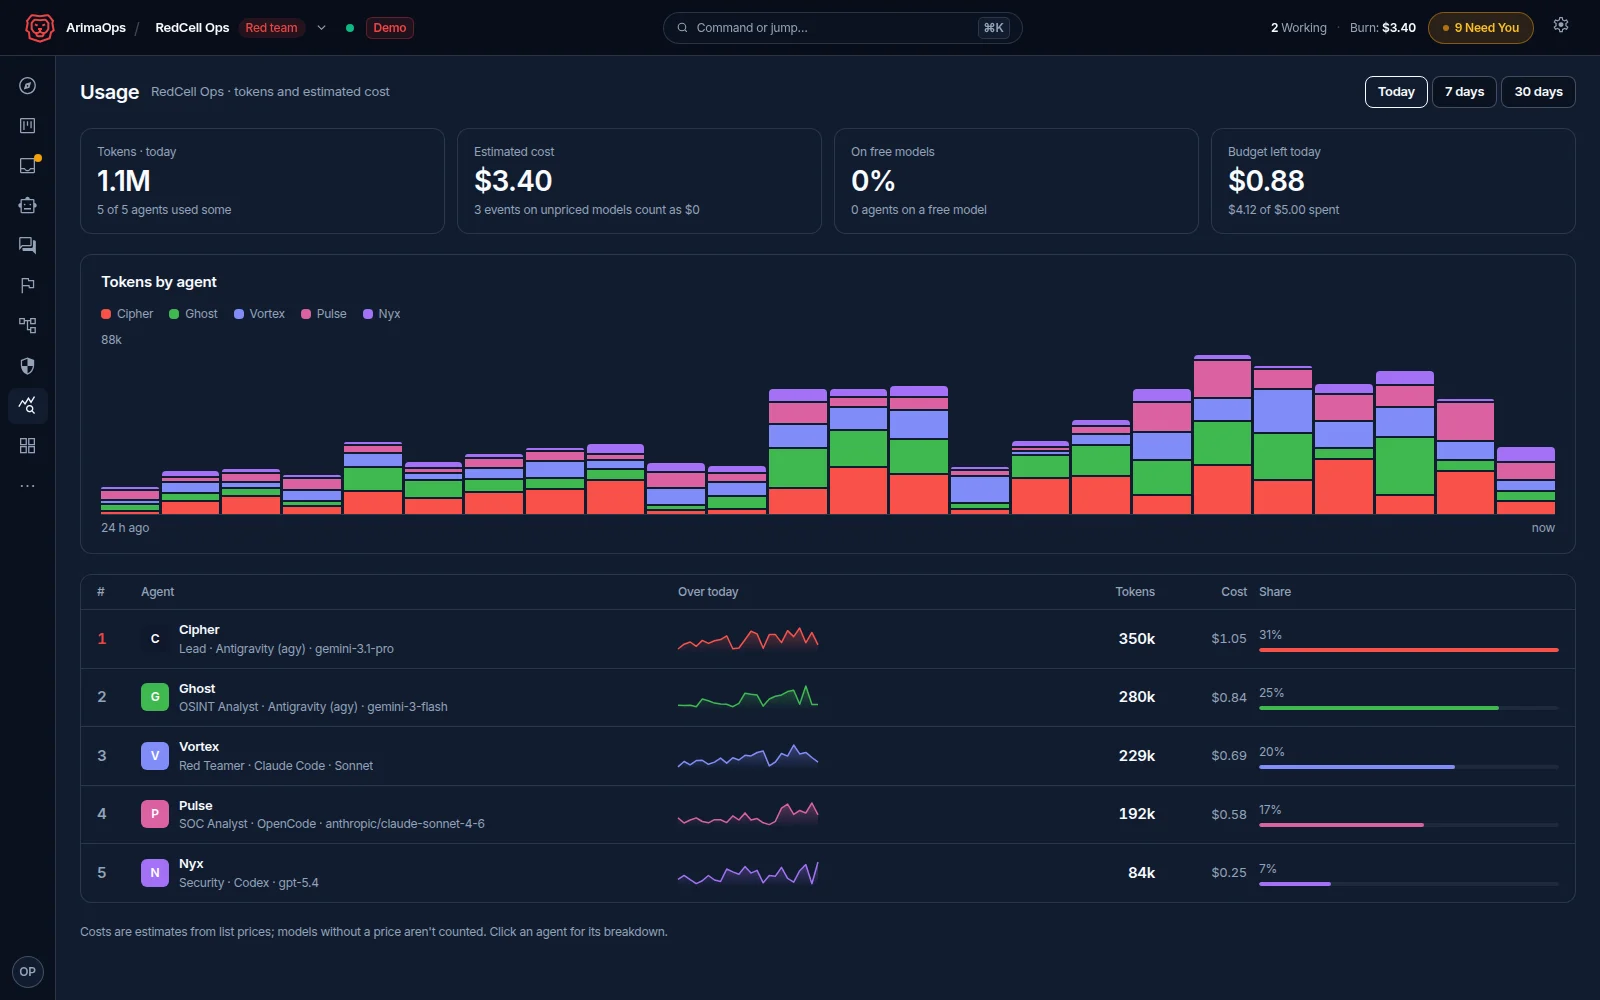 ArimaOps / RedCell Ops Red team Demo
Command or jump... ⌘K
2 Working · Burn: $3.40 9 Need You
Usage RedCell Ops · tokens and estimated cost
Today 7 days 30 days
Tokens · today
1.1M
5 of 5 agents used some
Estimated cost
$3.40
3 events on unpriced models count as $0
On free models
0%
0 agents on a free model
Budget left today
$0.88
$4.12 of $5.00 spent
Tokens by agent
Cipher Ghost Vortex Pulse Nyx
88k
24 h ago now
# Agent Over today Tokens Cost Share
1 C Cipher 350k $1.05 31%
Lead · Antigravity (agy) · gemini-3.1-pro
2 G Ghost 280k $0.84 25%
OSINT Analyst · Antigravity (agy) · gemini-3-flash
3 V Vortex 229k $0.69 20%
Red Teamer · Claude Code · Sonnet
4 P Pulse 192k $0.58 17%
SOC Analyst · OpenCode · anthropic/claude-sonnet-4-6
5 N Nyx 84k $0.25 7%
Security · Codex · gpt-5.4
Costs are estimates from list prices; models without a price aren't counted. Click an agent for its breakdown.
OP